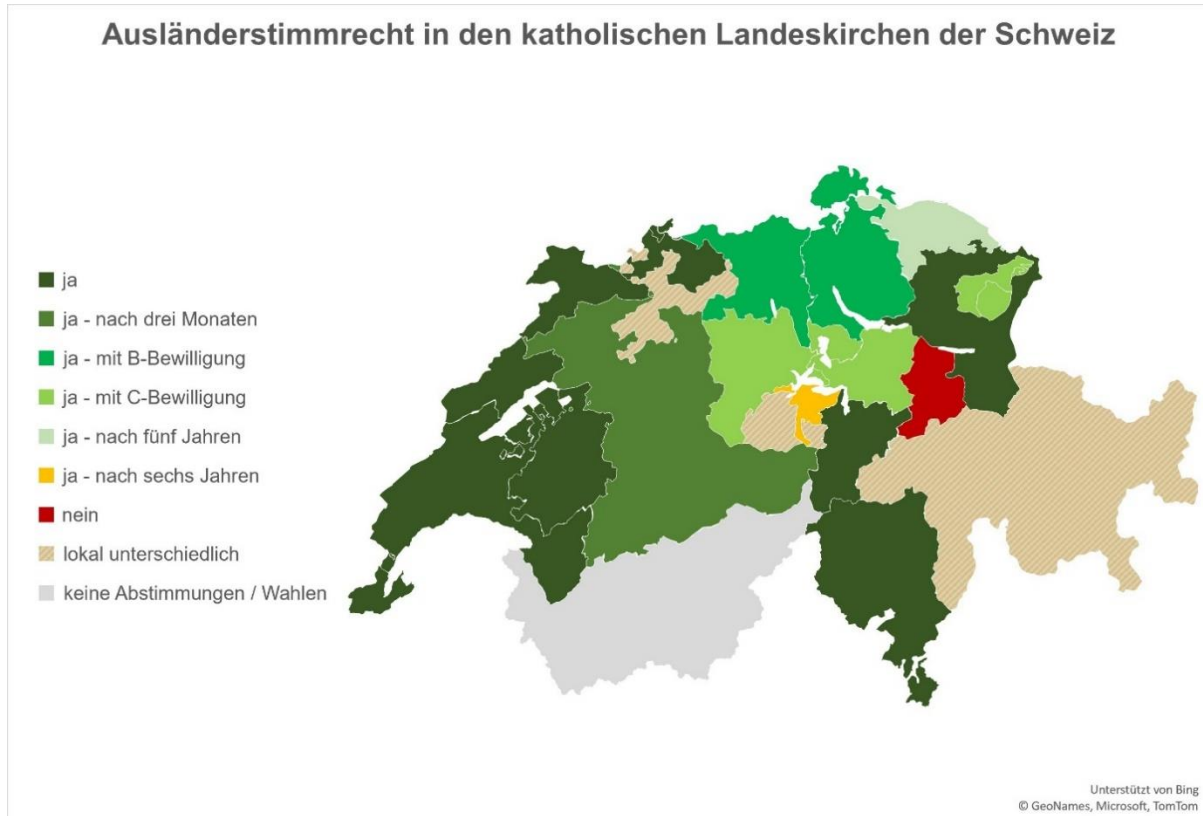 Ausländerstimmrecht in den katholischen Landeskirchen der Schweiz
ja
ja - nach drei Monaten
ja - mit B-Bewilligung
ja - mit C-Bewilligung
ja - nach fünf Jahren
ja - nach sechs Jahren
nein
lokal unterschiedlich
keine Abstimmungen / Wahlen
Unterstützt von Bing
© GeoNames, Microsoft, TomTom